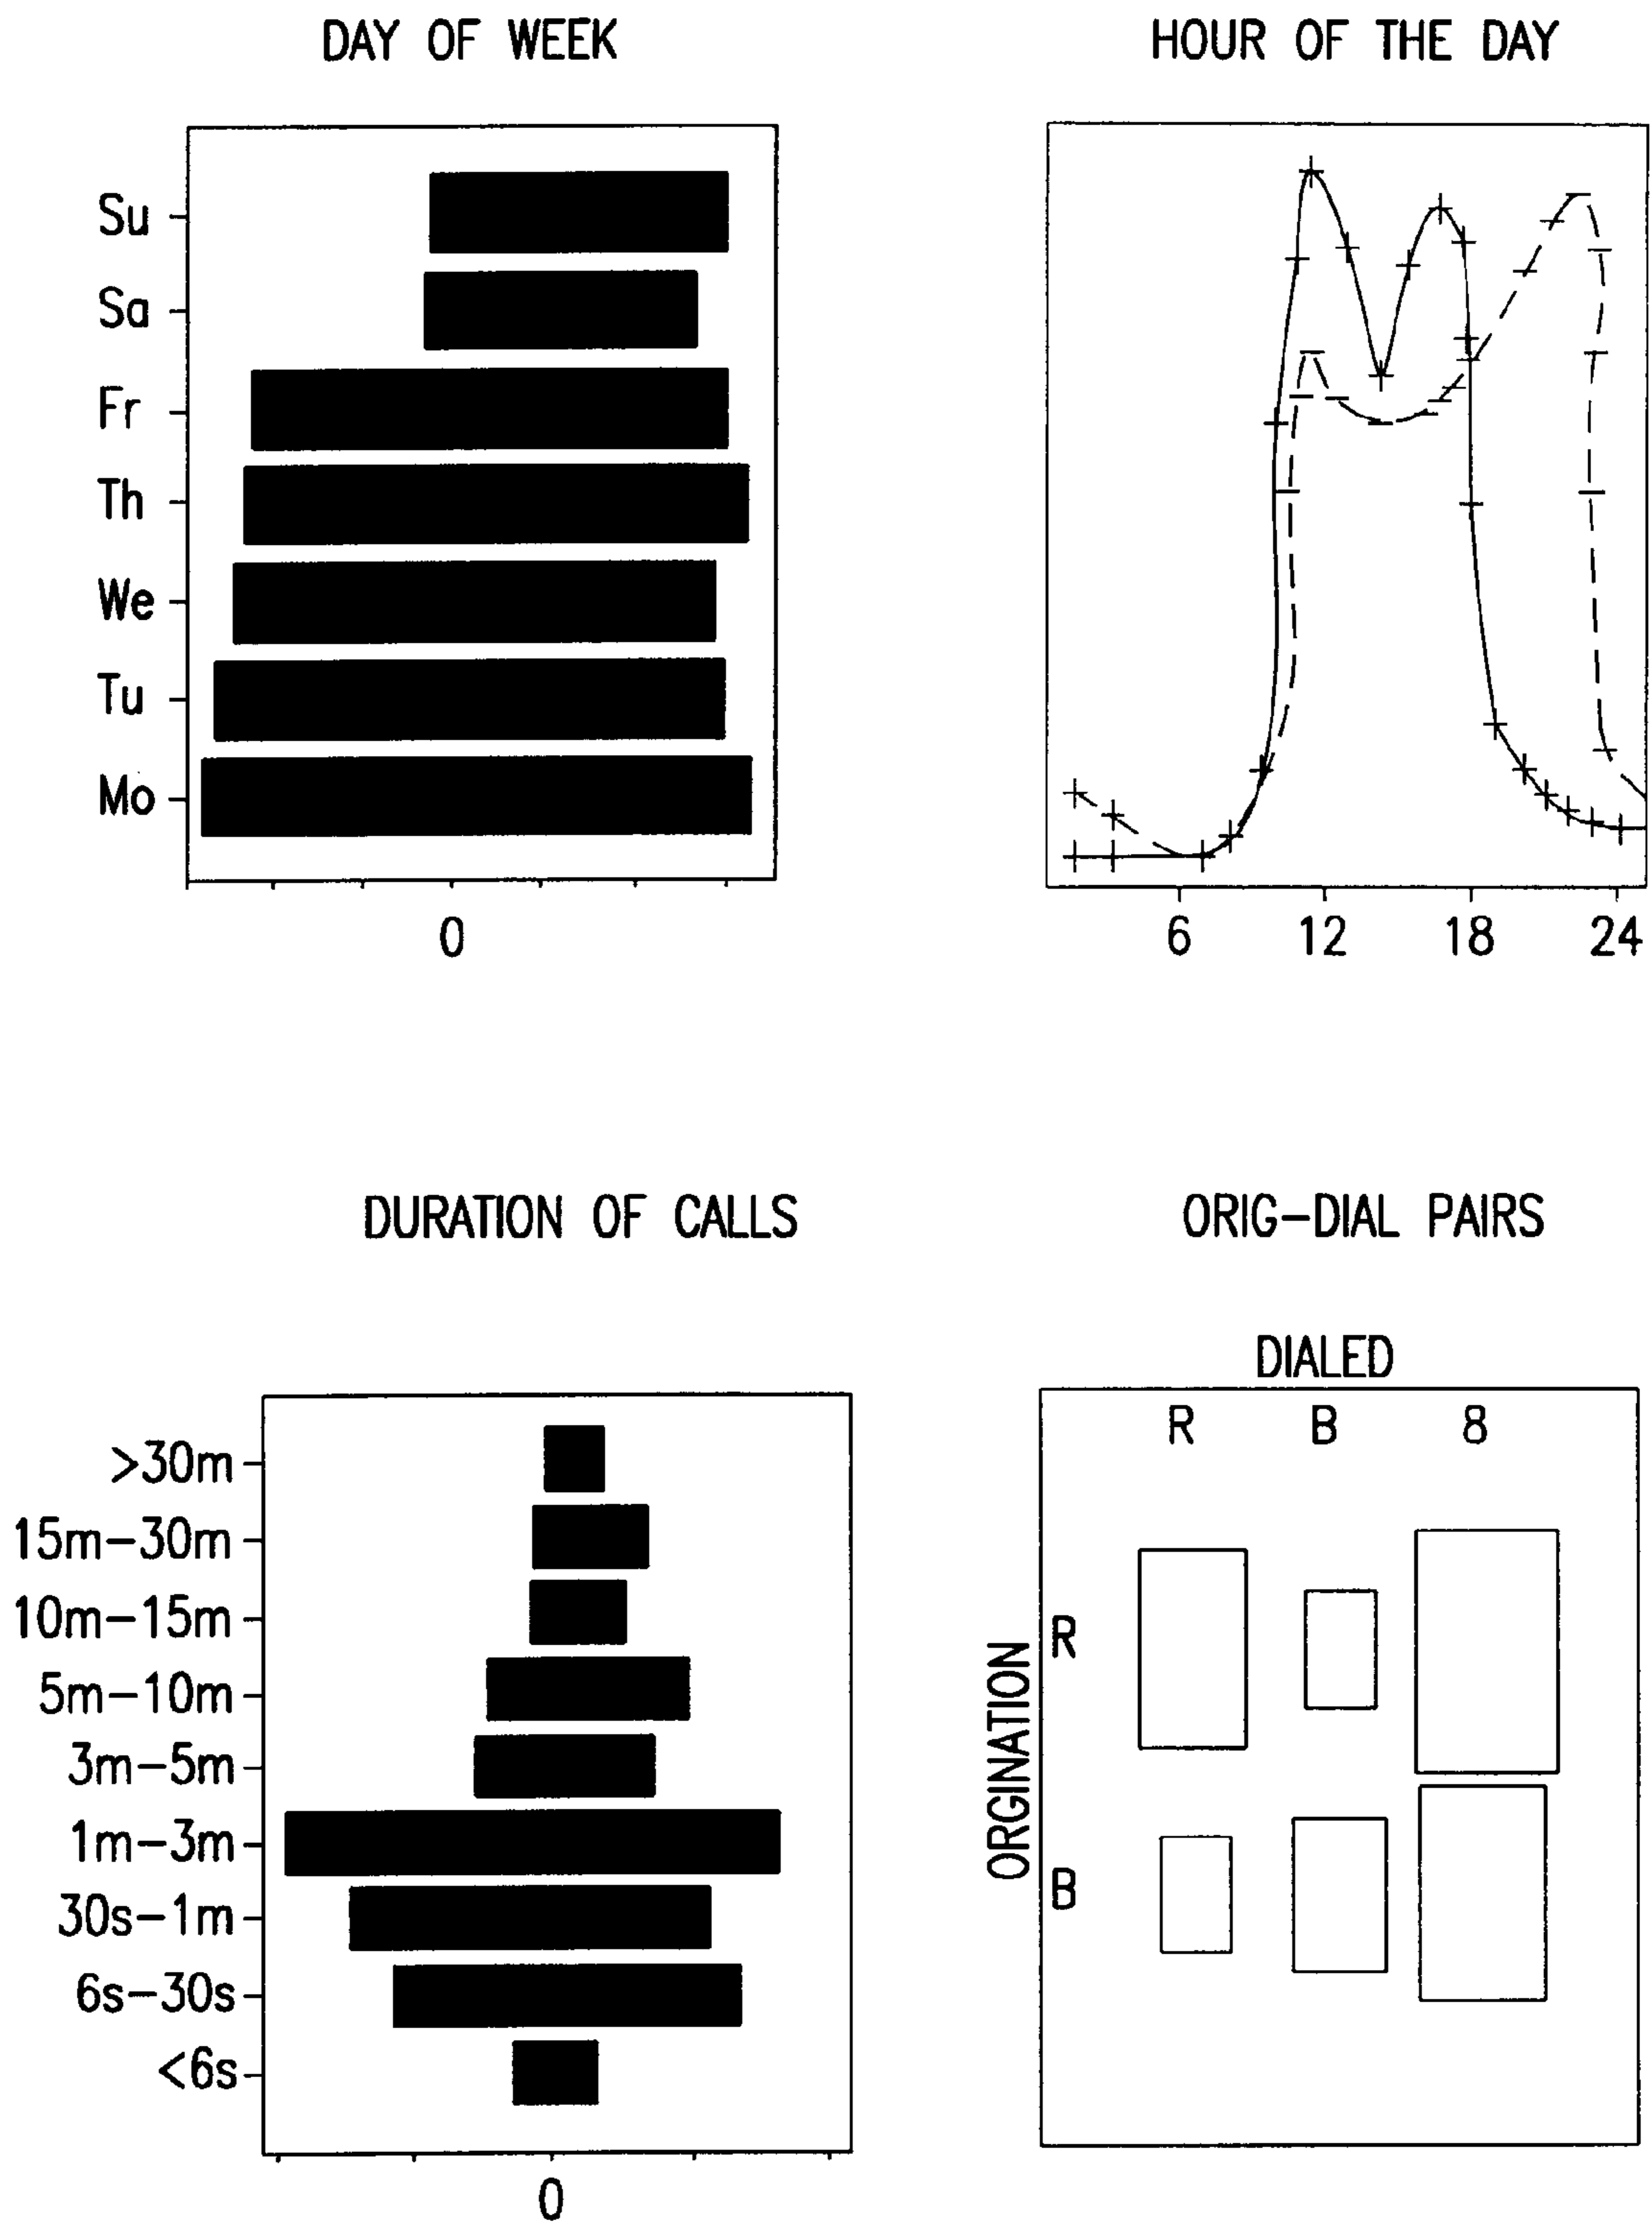 DAY OF WEEK
Su
Sa
Fr
Th
We
Tu
Mo
0
HOUR OF THE DAY
6 12 18 24
DURATION OF CALLS
>30m
15m-30m
10m-15m
5m-10m
3m-5m
1m-3m
30s-1m
6s-30s
<6s
0
ORIG-DIAL PAIRS
DIALED
R B 8
ORGINATION
R
B